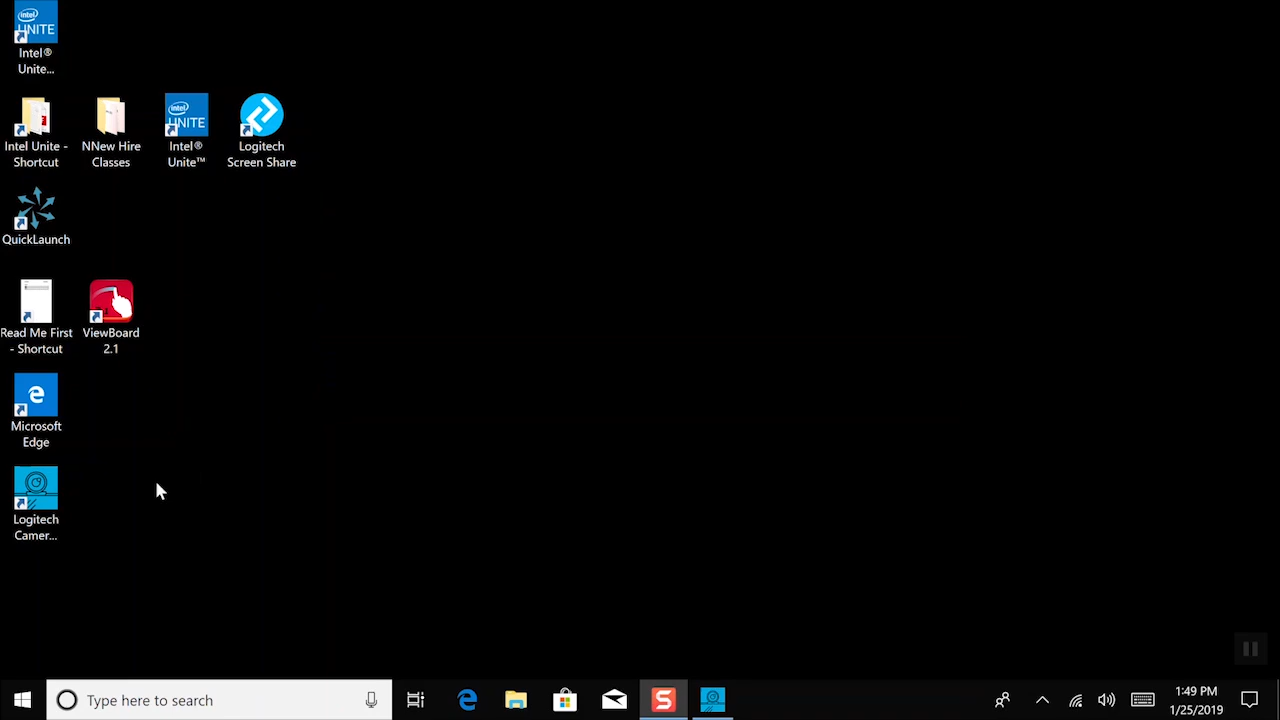 intel
UNITE
Intel®
Unite...
Intel Unite -
Shortcut
NNew Hire
Classes
intel
UNITE
Intel®
Unite™
Logitech
Screen Share
QuickLaunch
Read Me First
- Shortcut
ViewBoard
2.1
Microsoft
Edge
Logitech
Camer...
Type here to search
S
1:49 PM
1/25/2019